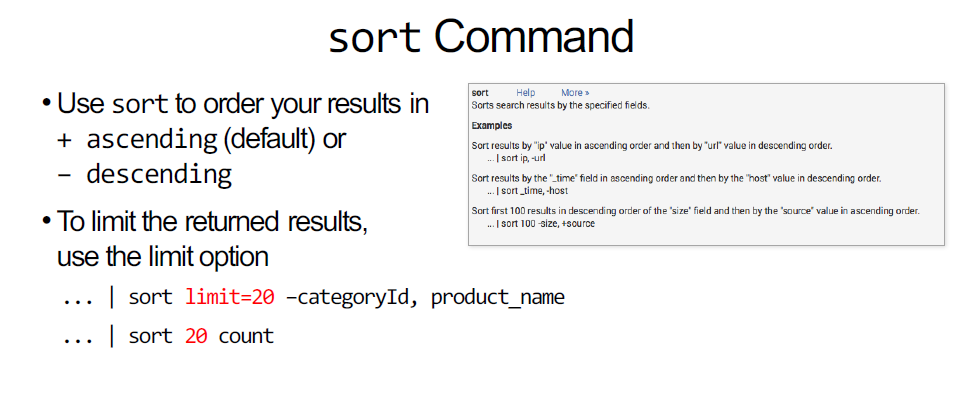 sort Command
• Use sort to order your results in
+ ascending (default) or
– descending
• To limit the returned results,
use the limit option
... | sort limit=20 –categoryId, product_name
... | sort 20 count
sort Help More »
Sorts search results by the specified fields.
Examples
Sort results by "ip" value in ascending order and then by "url" value in descending order.
... | sort ip, -url
Sort results by the "_time" field in ascending order and then by the "host" value in descending order.
... | sort _time, -host
Sort first 100 results in descending order of the "size" field and then by the "source" value in ascending order.
... | sort 100 -size, +source